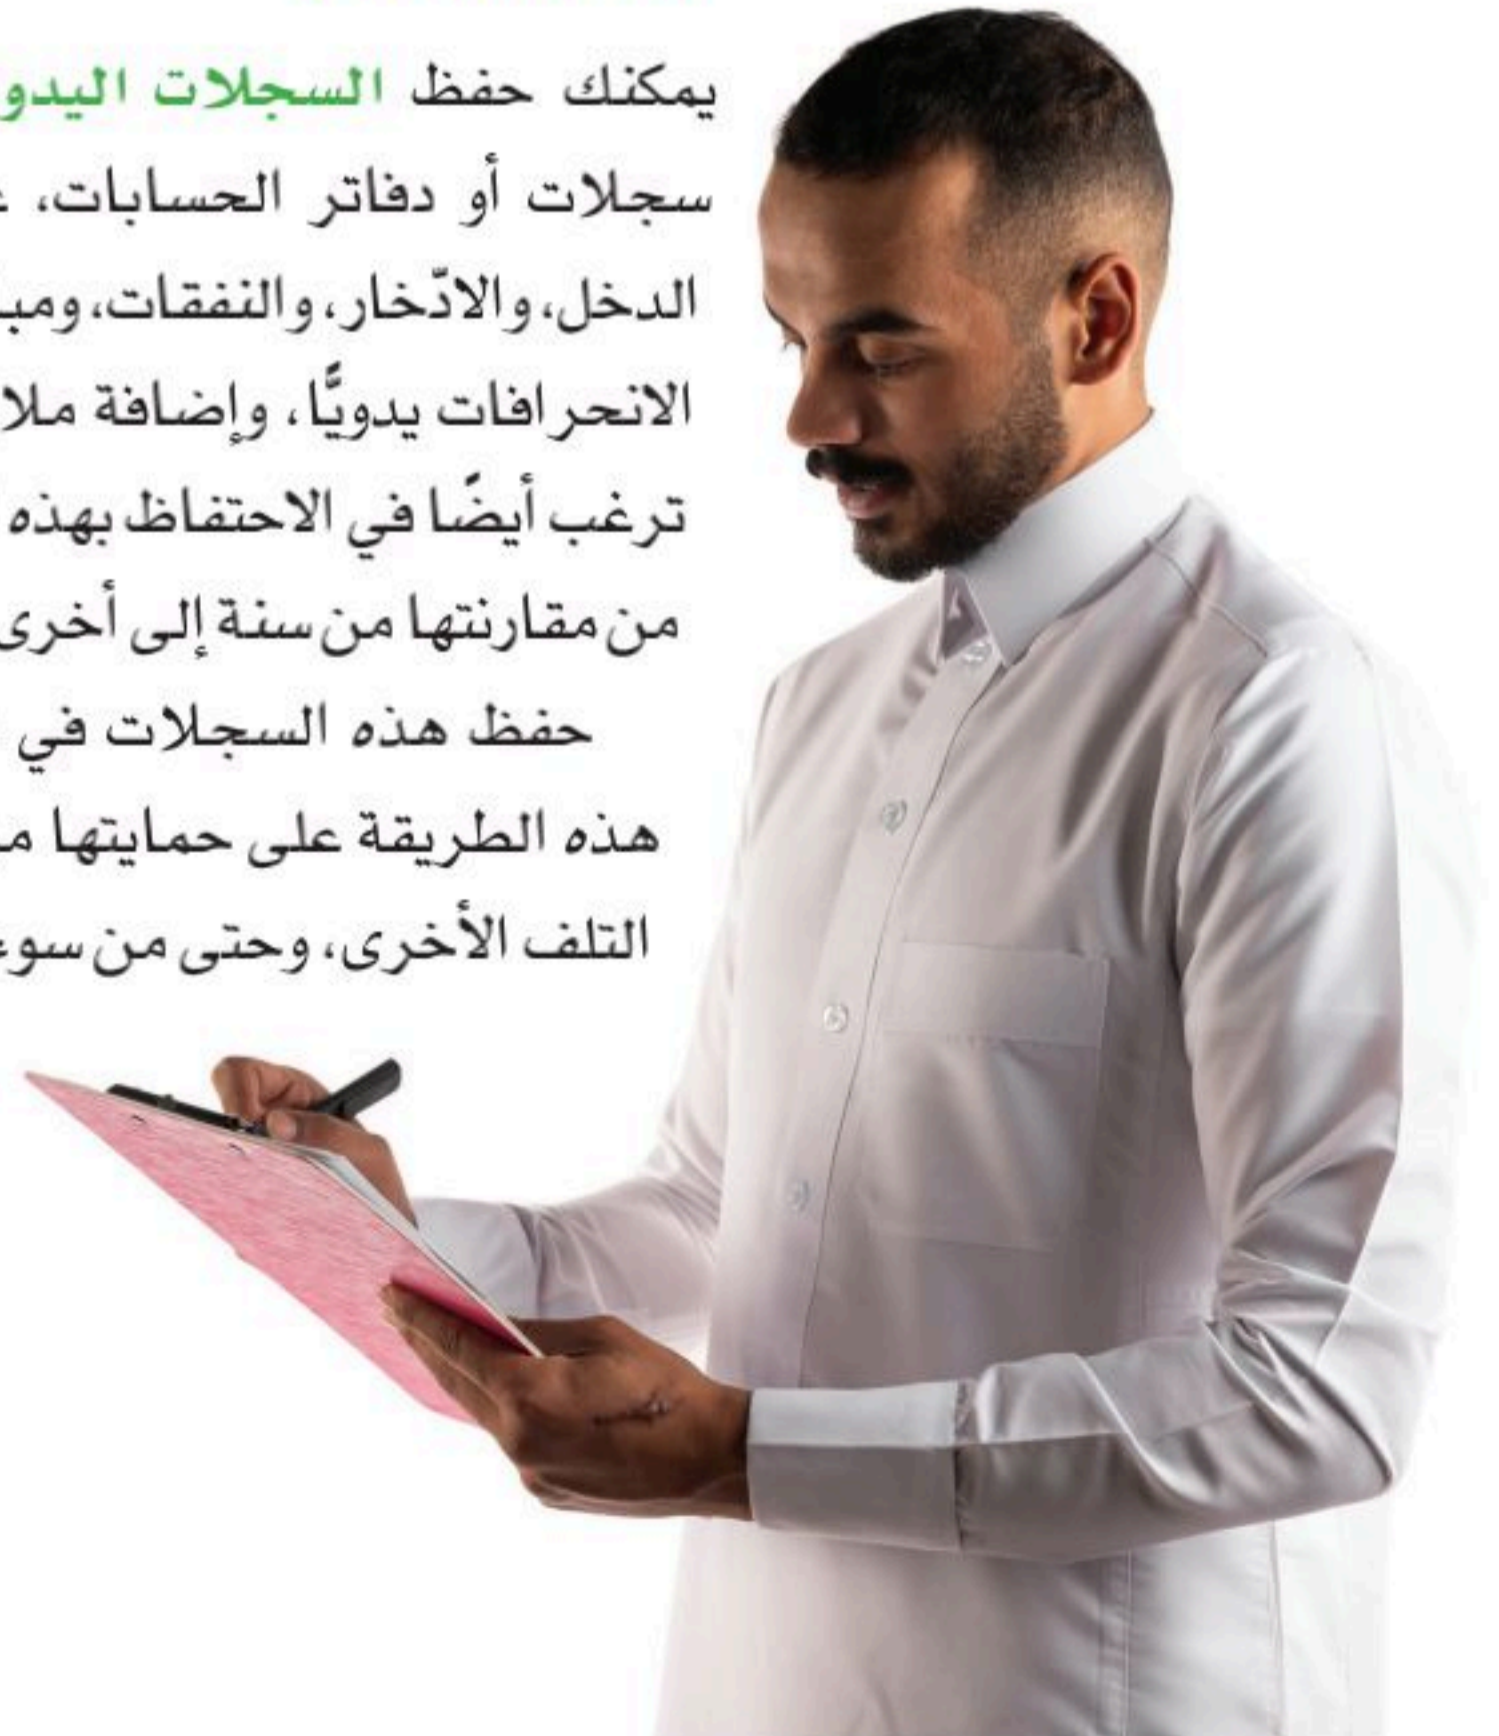 يمكنك حفظ السجلات اليدو
سجلات أو دفاتر الحسابات،
الدخل، والادّخار، والنفقات، ومبـ
الانحرافات يدويًّا، وإضافة ملا
ترغب أيضًا في الاحتفاظ بهذه
من مقارنتها من سنة إلى أخرى
حفظ هذه السجلات في
هذه الطريقة على حمايتها مـ
التلف الأخرى، وحتى من سوء